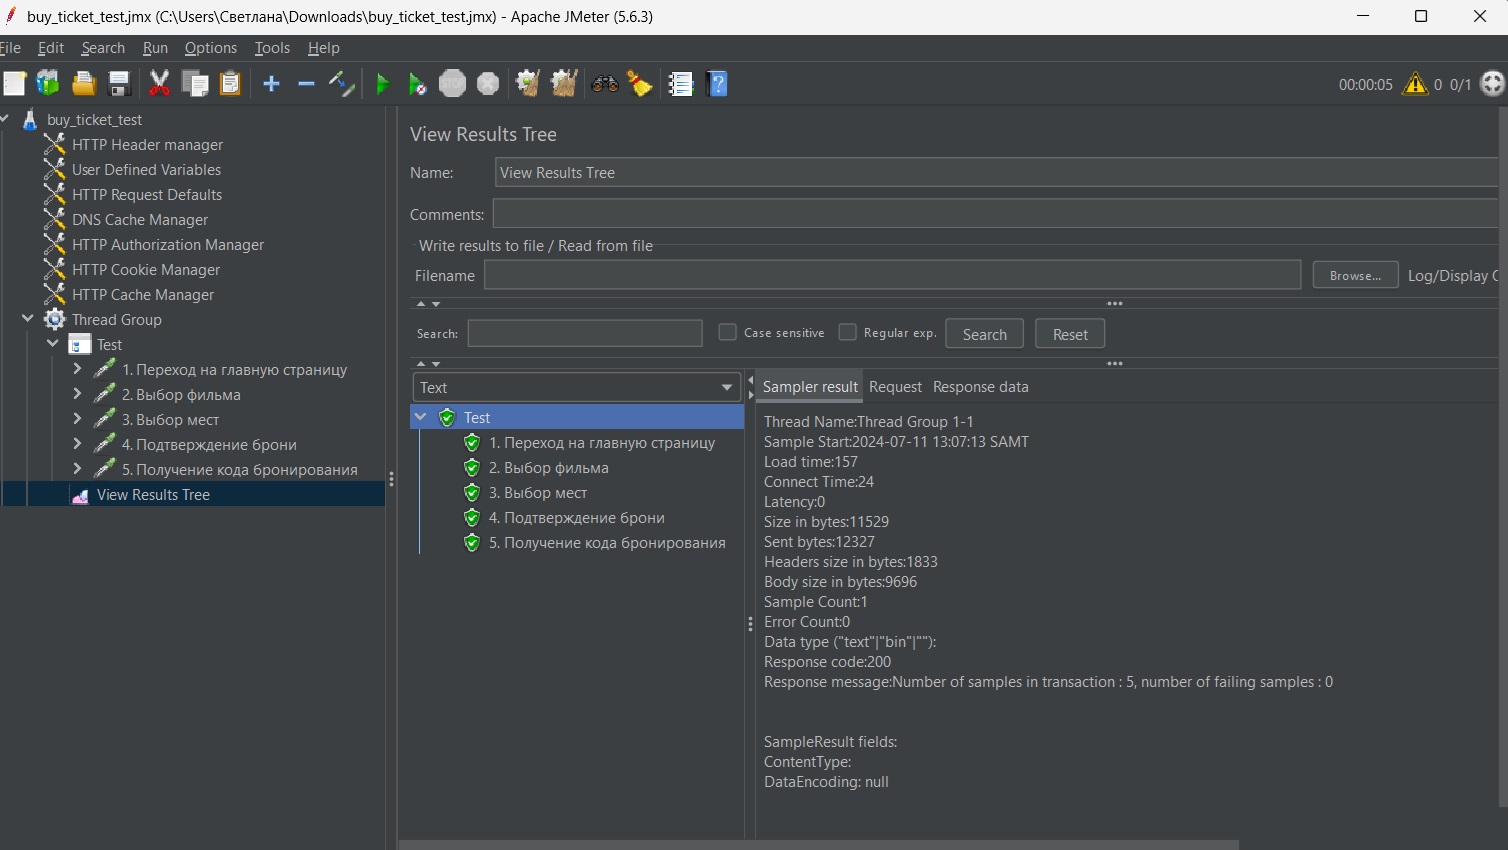 buy_ticket_test.jmx (C:\Users\Светлана\Downloads\buy_ticket_test.jmx) - Apache JMeter (5.6.3)
File Edit Search Run Options Tools Help
STOP
00:00:05 0 0/1
buy_ticket_test
HTTP Header manager
User Defined Variables
HTTP Request Defaults
DNS Cache Manager
HTTP Authorization Manager
HTTP Cookie Manager
HTTP Cache Manager
Thread Group
Test
1. Переход на главную страницу
2. Выбор фильма
3. Выбор мест
4. Подтверждение брони
5. Получение кода бронирования
View Results Tree
View Results Tree
Name: View Results Tree
Comments:
Write results to file / Read from file
Filename Browse... Log/Display
Search: Case sensitive Regular exp. Search Reset
Text
Test
1. Переход на главную страницу
2. Выбор фильма
3. Выбор мест
4. Подтверждение брони
5. Получение кода бронирования
Sampler result Request Response data
Thread Name:Thread Group 1-1
Sample Start:2024-07-11 13:07:13 SAMT
Load time:157
Connect Time:24
Latency:0
Size in bytes:11529
Sent bytes:12327
Headers size in bytes:1833
Body size in bytes:9696
Sample Count:1
Error Count:0
Data type ("text"|"bin"|""):
Response code:200
Response message:Number of samples in transaction : 5, number of failing samples : 0
SampleResult fields:
ContentType:
DataEncoding: null